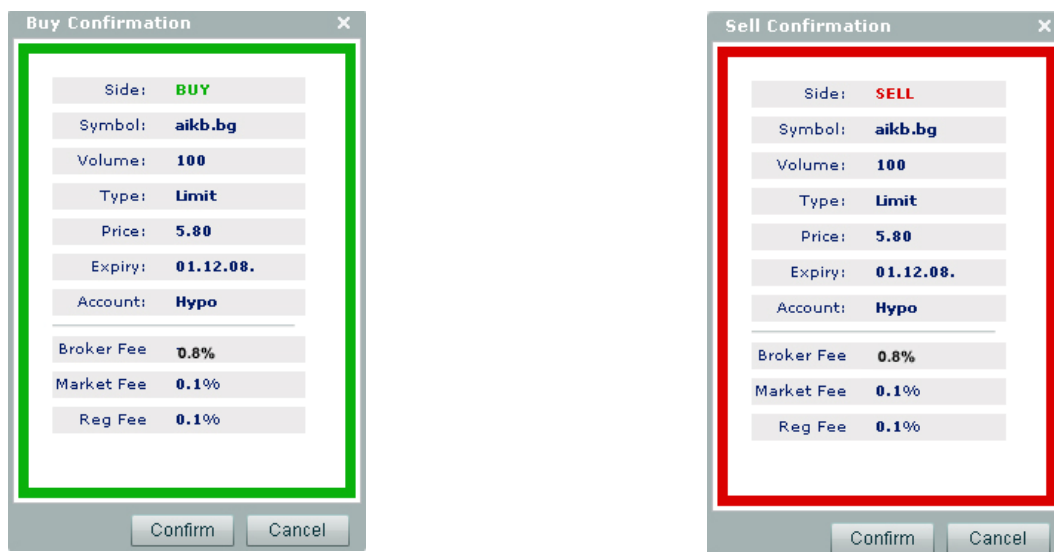 Buy Confirmation ×
Side: BUY
Symbol: aikb.bg
Volume: 100
Type: Limit
Price: 5.80
Expiry: 01.12.08.
Account: Hypo
Broker Fee 0.8%
Market Fee 0.1%
Reg Fee 0.1%
Confirm Cancel
Sell Confirmation ×
Side: SELL
Symbol: aikb.bg
Volume: 100
Type: Limit
Price: 5.80
Expiry: 01.12.08.
Account: Hypo
Broker Fee 0.8%
Market Fee 0.1%
Reg Fee 0.1%
Confirm Cancel